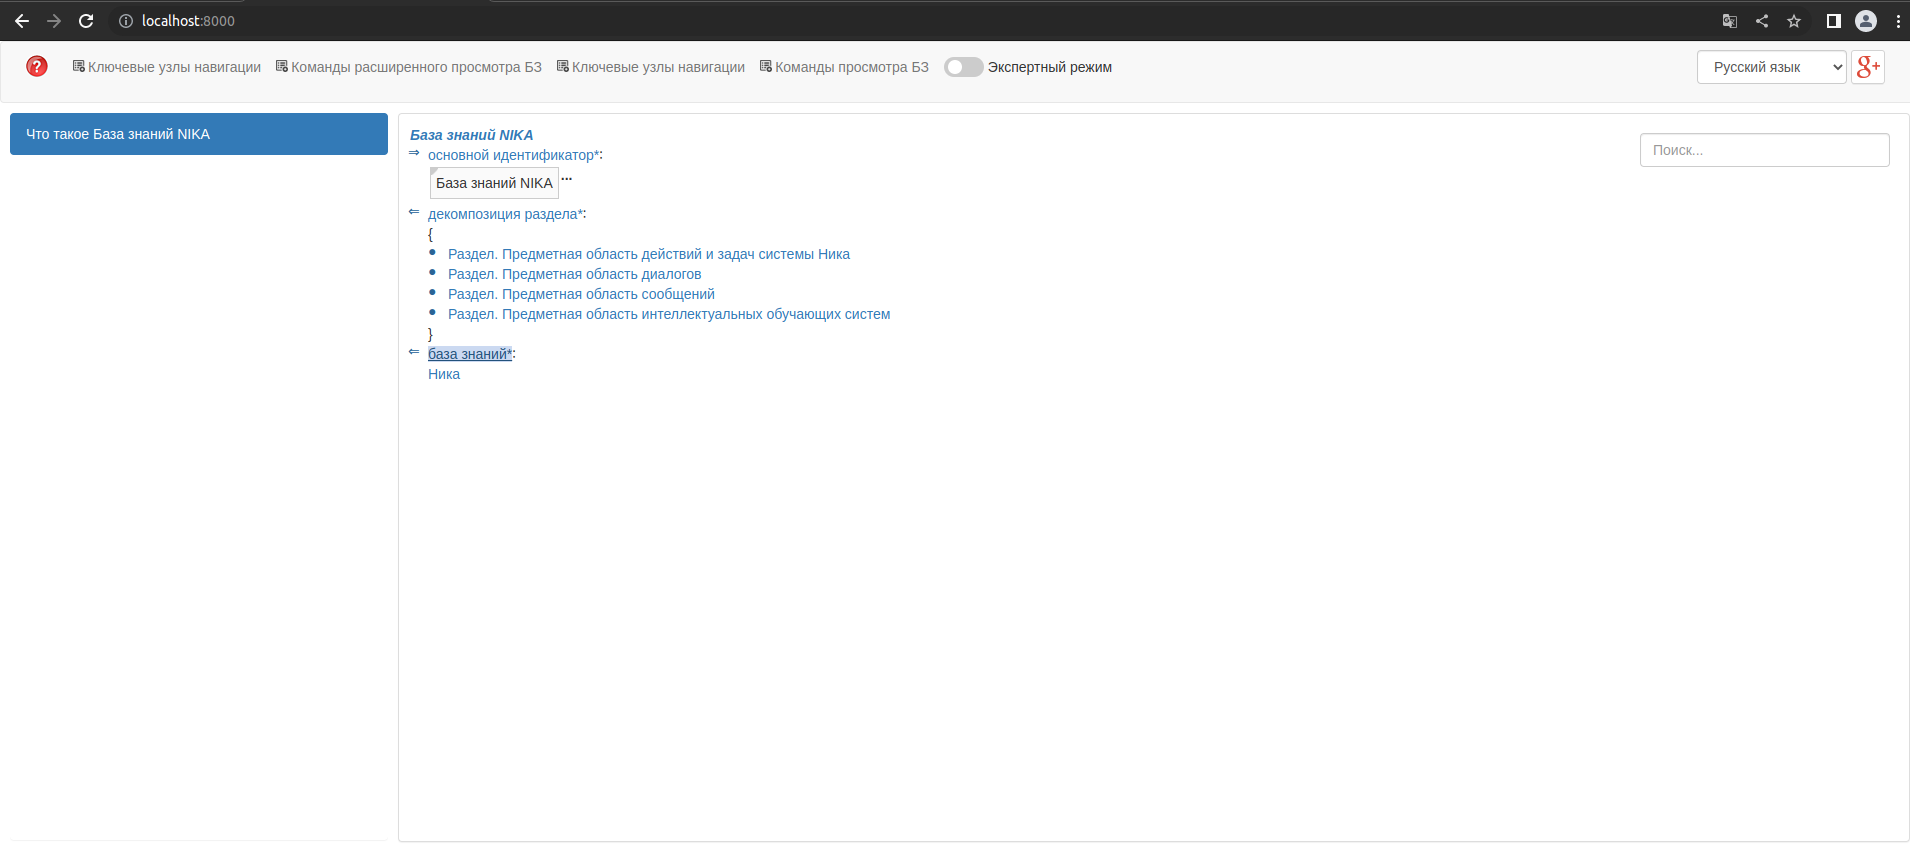 localhost:8000
? Ключевые узлы навигации Команды расширенного просмотра БЗ Ключевые узлы навигации Команды просмотра БЗ Экспертный режим Русский язык g+
Что такое База знаний NIKA
База знаний NIKA
Поиск...
⇒ основной идентификатор*:
База знаний NIKA ...
⇐ декомпозиция раздела*:
{
• Раздел. Предметная область действий и задач системы Ника
• Раздел. Предметная область диалогов
• Раздел. Предметная область сообщений
• Раздел. Предметная область интеллектуальных обучающих систем
}
⇐ база знаний*:
Ника